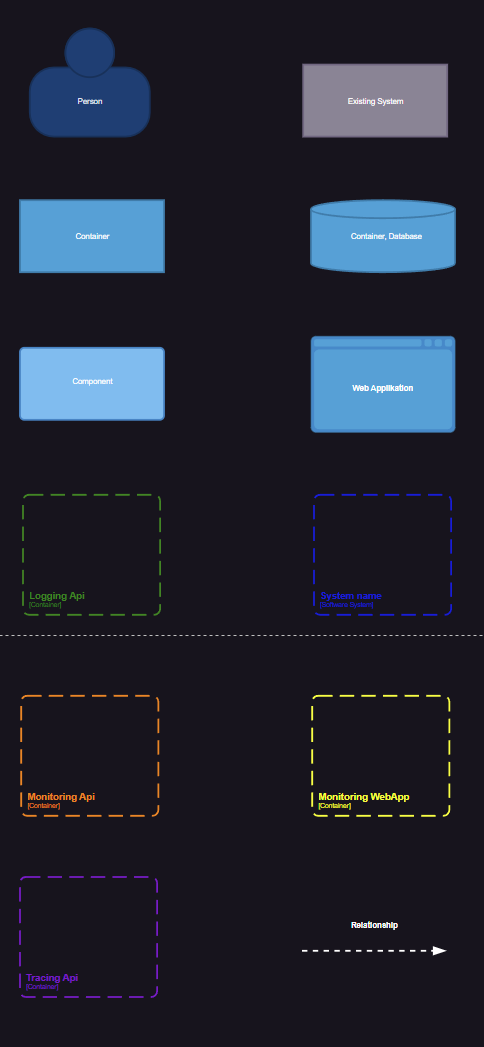 Person
Existing System
Container
Container, Database
Component
Web Applikation
Logging Api
[Container]
System name
[Software System]
Monitoring Api
[Container]
Monitoring WebApp
[Container]
Tracing Api
[Container]
Relationship